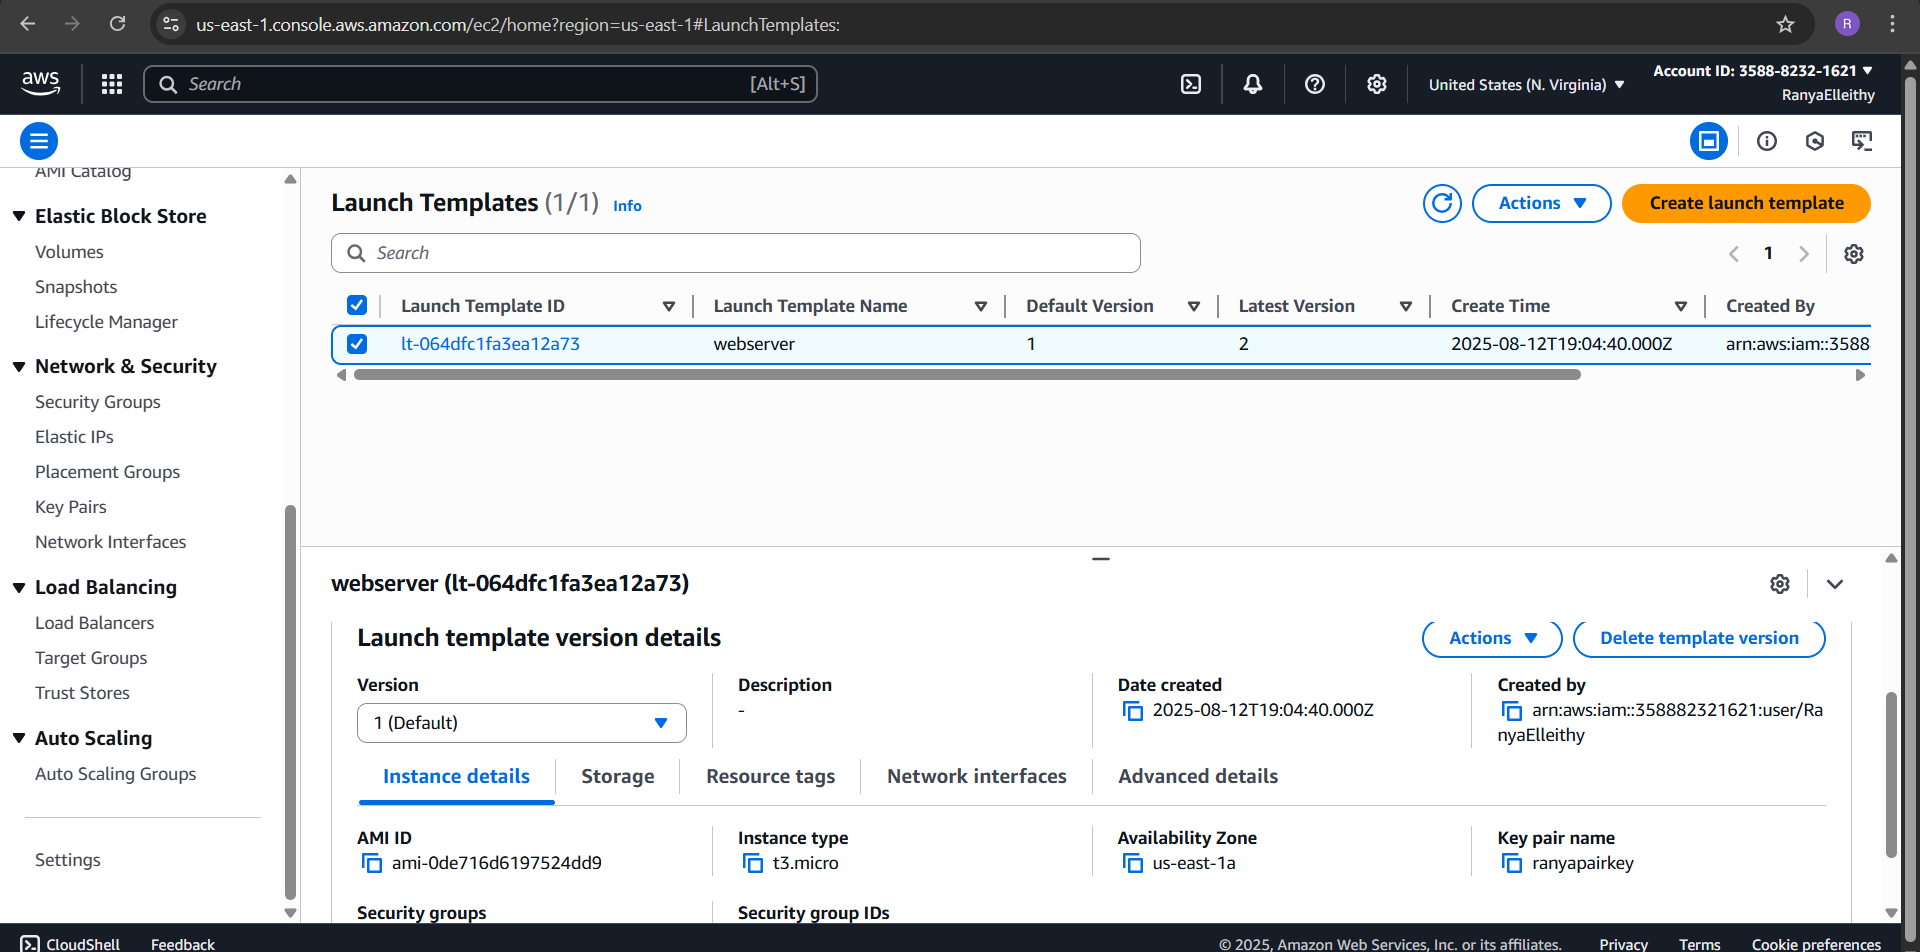 us-east-1.console.aws.amazon.com/ec2/home?region=us-east-1#LaunchTemplates:
R
aws
Search
[Alt+S]
United States (N. Virginia)
Account ID: 3588-8232-1621
RanyaElleithy
AMI Catalog
Elastic Block Store
Volumes
Snapshots
Lifecycle Manager
Network & Security
Security Groups
Elastic IPs
Placement Groups
Key Pairs
Network Interfaces
Load Balancing
Load Balancers
Target Groups
Trust Stores
Auto Scaling
Auto Scaling Groups
Settings
Launch Templates (1/1) Info
Actions
Create launch template
Search
1
Launch Template ID Launch Template Name Default Version Latest Version Create Time Created By
lt-064dfc1fa3ea12a73 webserver 1 2 2025-08-12T19:04:40.000Z arn:aws:iam::3588
webserver (lt-064dfc1fa3ea12a73)
Launch template version details
Actions
Delete template version
Version
1 (Default)
Description
-
Date created
2025-08-12T19:04:40.000Z
Created by
arn:aws:iam::358882321621:user/Ra
nyaElleithy
Instance details Storage Resource tags Network interfaces Advanced details
AMI ID
ami-0de716d6197524dd9
Instance type
t3.micro
Availability Zone
us-east-1a
Key pair name
ranyapairkey
Security groups
Security group IDs
CloudShell Feedback
© 2025, Amazon Web Services, Inc. or its affiliates. Privacy Terms Cookie preferences